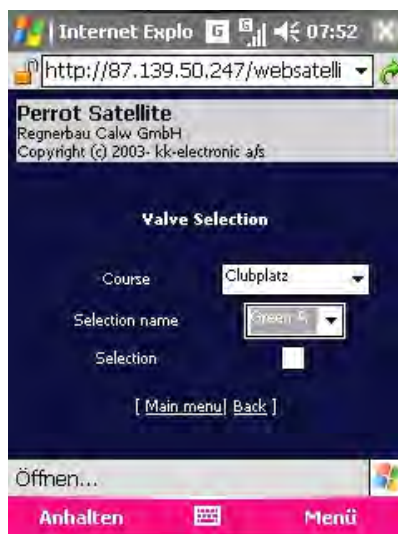 Internet Explo G G 07:52
http://87.139.50.247/websatelli
Perrot Satellite
Regnerbau Calw GmbH
Copyright (c) 2003- kk-electronic a/s
Valve Selection
Course Clubplatz
Selection name Green
Selection
[ Main menu| Back ]
Öffnen...
Anhalten Menü